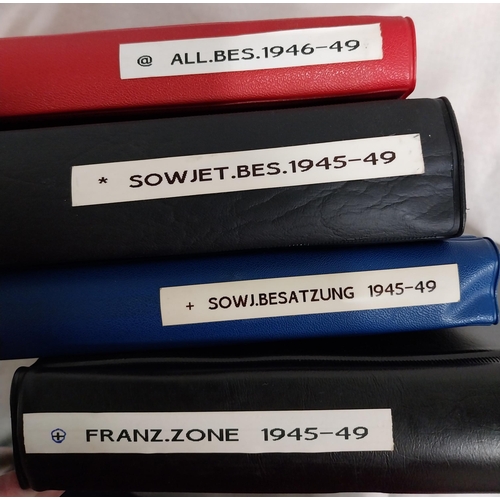 @ ALL.BES.1946-49
* SOWJET.BES.1945-49
+ SOWJ.BESATZUNG 1945-49
⊕ FRANZ.ZONE 1945-49